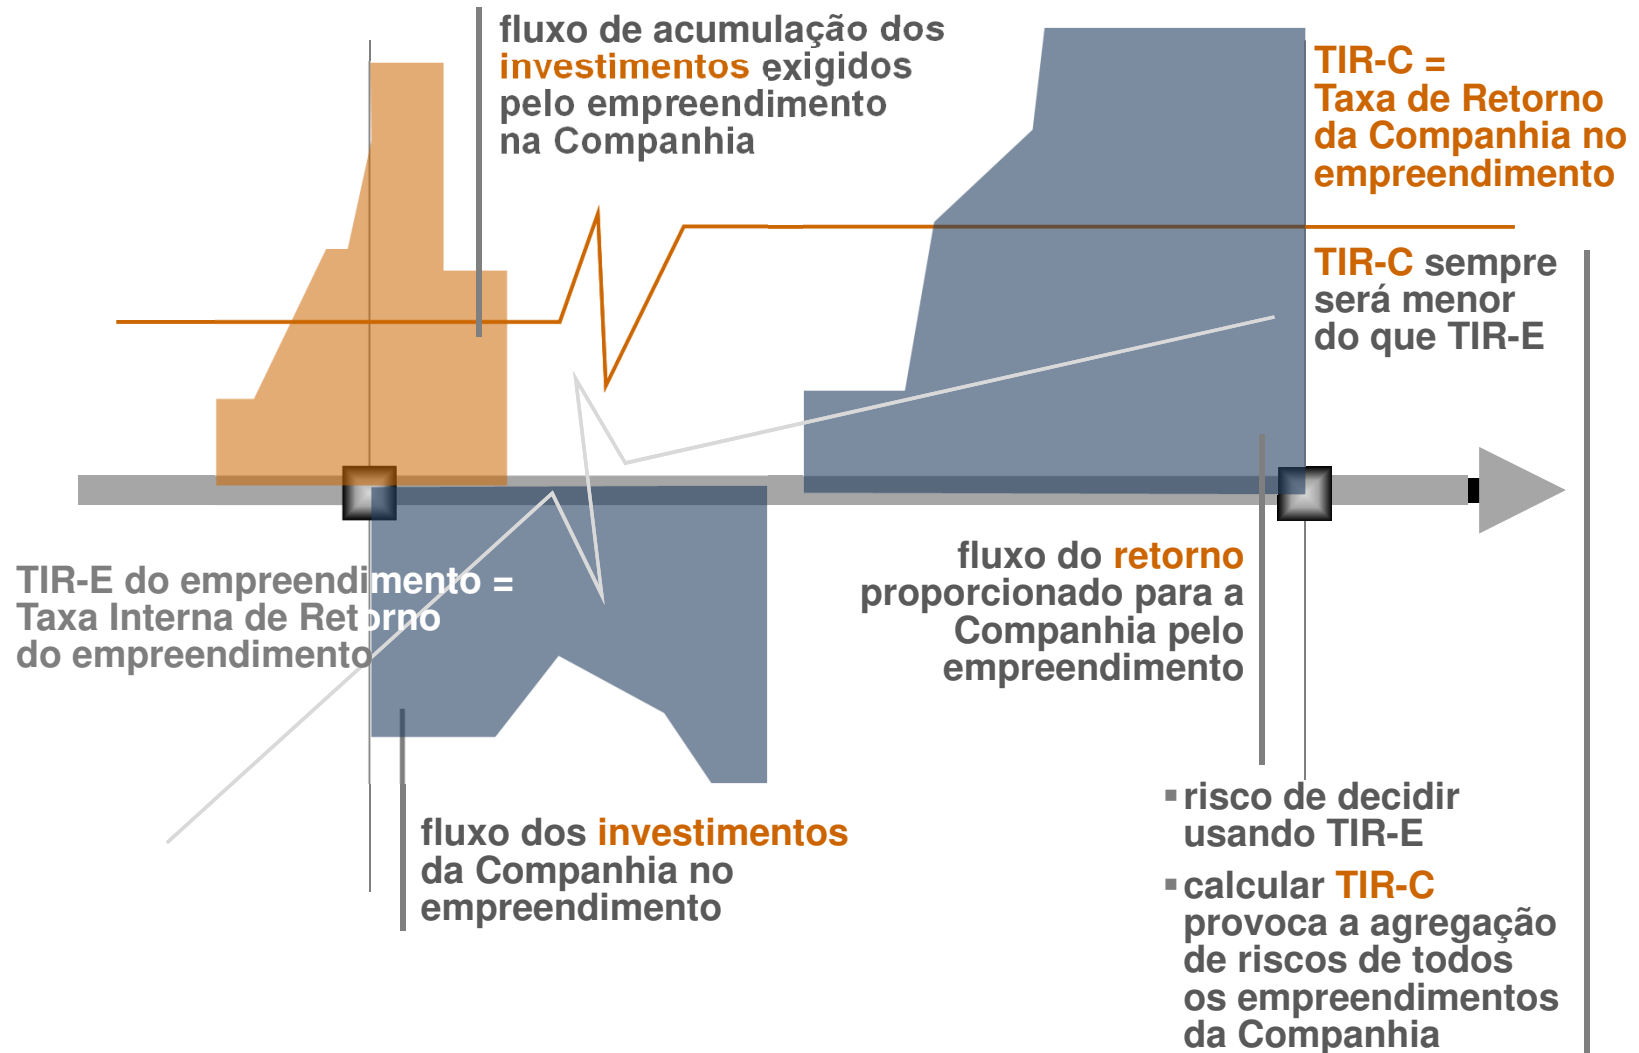 fluxo de acumulação dos
investimentos exigidos
pelo empreendimento
na Companhia
TIR-C =
Taxa de Retorno
da Companhia no
empreendimento
TIR-C sempre
será menor
do que TIR-E
TIR-E do empreendimento =
Taxa Interna de Retorno
do empreendimento
fluxo do retorno
proporcionado para a
Companhia pelo
empreendimento
fluxo dos investimentos
da Companhia no
empreendimento
▪ risco de decidir
usando TIR-E
▪ calcular TIR-C
provoca a agregação
de riscos de todos
os empreendimentos
da Companhia